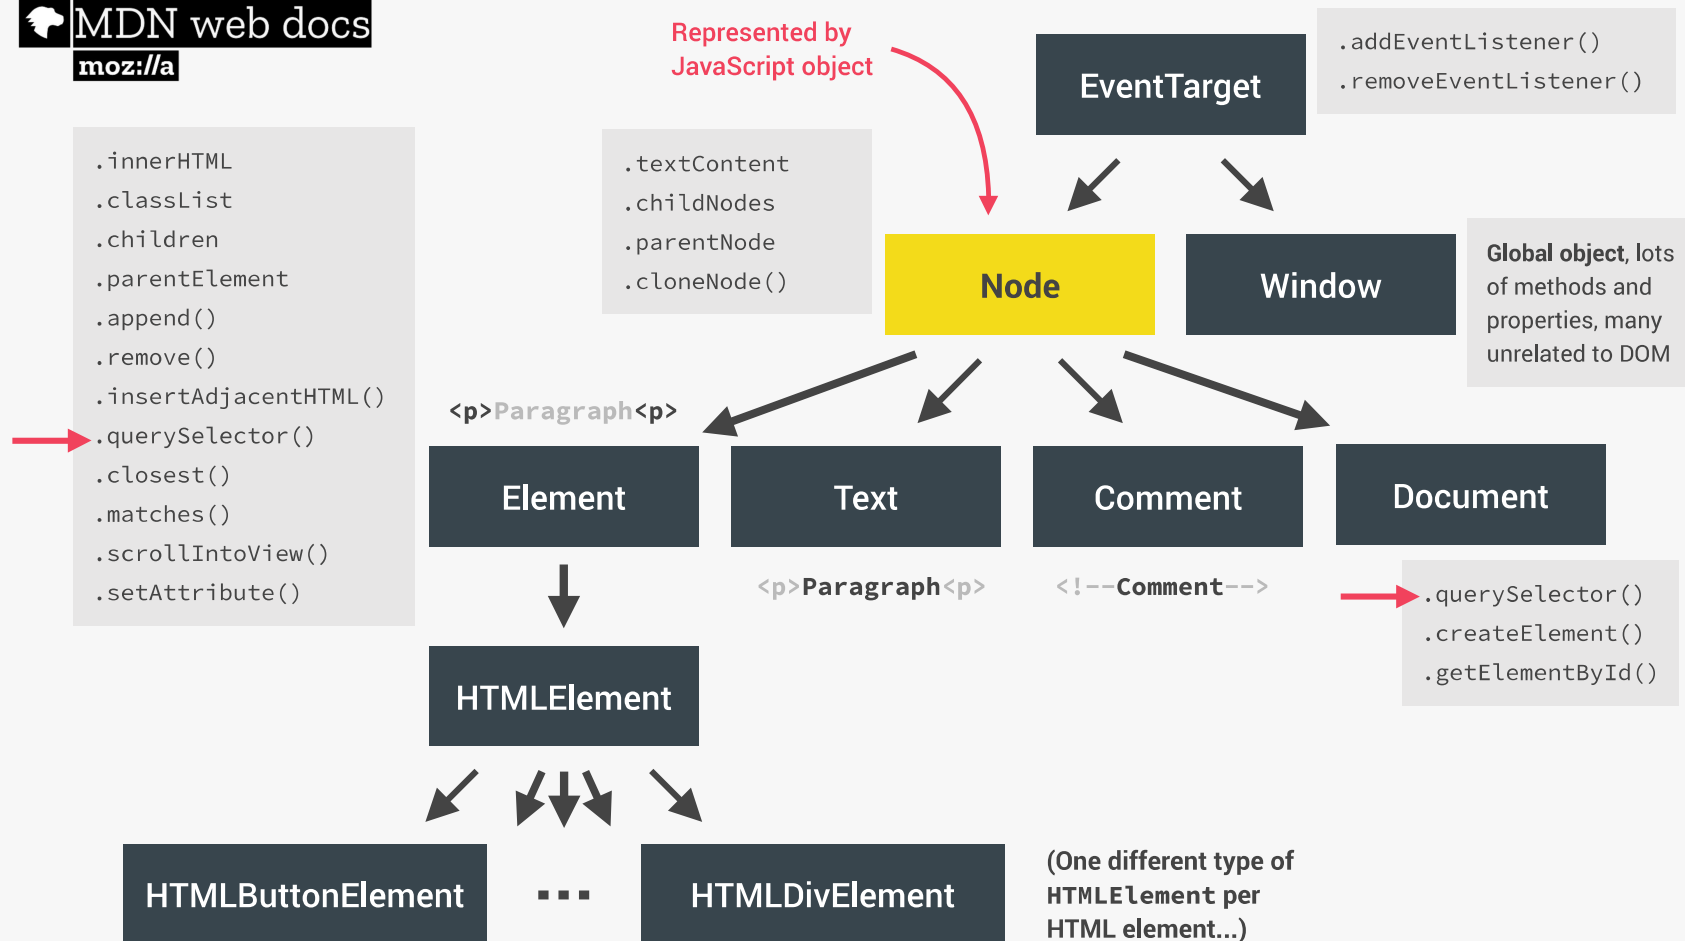 MDN web docs
moz://a
Represented by
JavaScript object
EventTarget
.addEventListener()
.removeEventListener()
.innerHTML
.classList
.children
.parentElement
.append()
.remove()
.insertAdjacentHTML()
.querySelector()
.closest()
.matches()
.scrollIntoView()
.setAttribute()
.textContent
.childNodes
.parentNode
.cloneNode()
Node
Window
Global object, lots
of methods and
properties, many
unrelated to DOM
<p>Paragraph<p>
Element
Text
Comment
Document
<p>Paragraph<p>
<!--Comment-->
.querySelector()
.createElement()
.getElementById()
HTMLElement
HTMLButtonElement
...
HTMLDivElement
(One different type of
HTMLElement per
HTML element...)